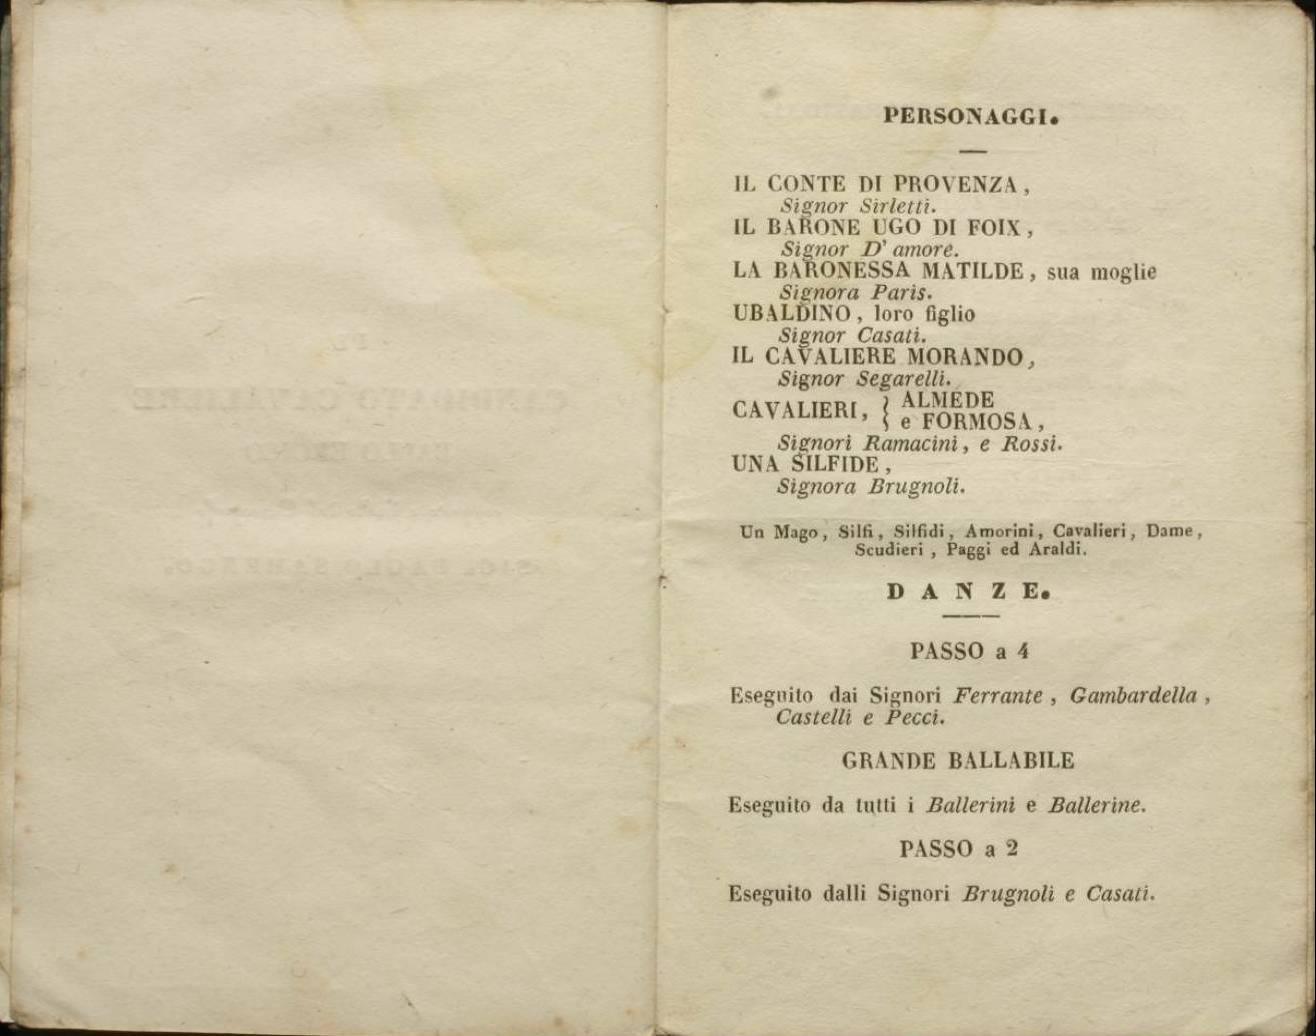 PERSONAGGI.
IL CONTE DI PROVENZA,
Signor Sirletti.
IL BARONE UGO DI FOIX,
Signor D' amore.
LA BARONESSA MATILDE, sua moglie
Signora Paris.
UBALDINO, loro figlio
Signor Casati.
IL CAVALIERE MORANDO,
Signor Segarelli.
CAVALIERI, { ALMEDE
e FORMOSA,
Signori Ramacini, e Rossi.
UNA SILFIDE,
Signora Brugnoli.
Un Mago, Silfi, Silfidi, Amorini, Cavalieri, Dame,
Scudieri, Paggi ed Araldi.
DANZE.
PASSO a 4
Eseguito dai Signori Ferrante, Gambardella,
Castelli e Pecci.
GRANDE BALLABILE
Eseguito da tutti i Ballerini e Ballerine.
PASSO a 2
Eseguito dalli Signori Brugnoli e Casati.